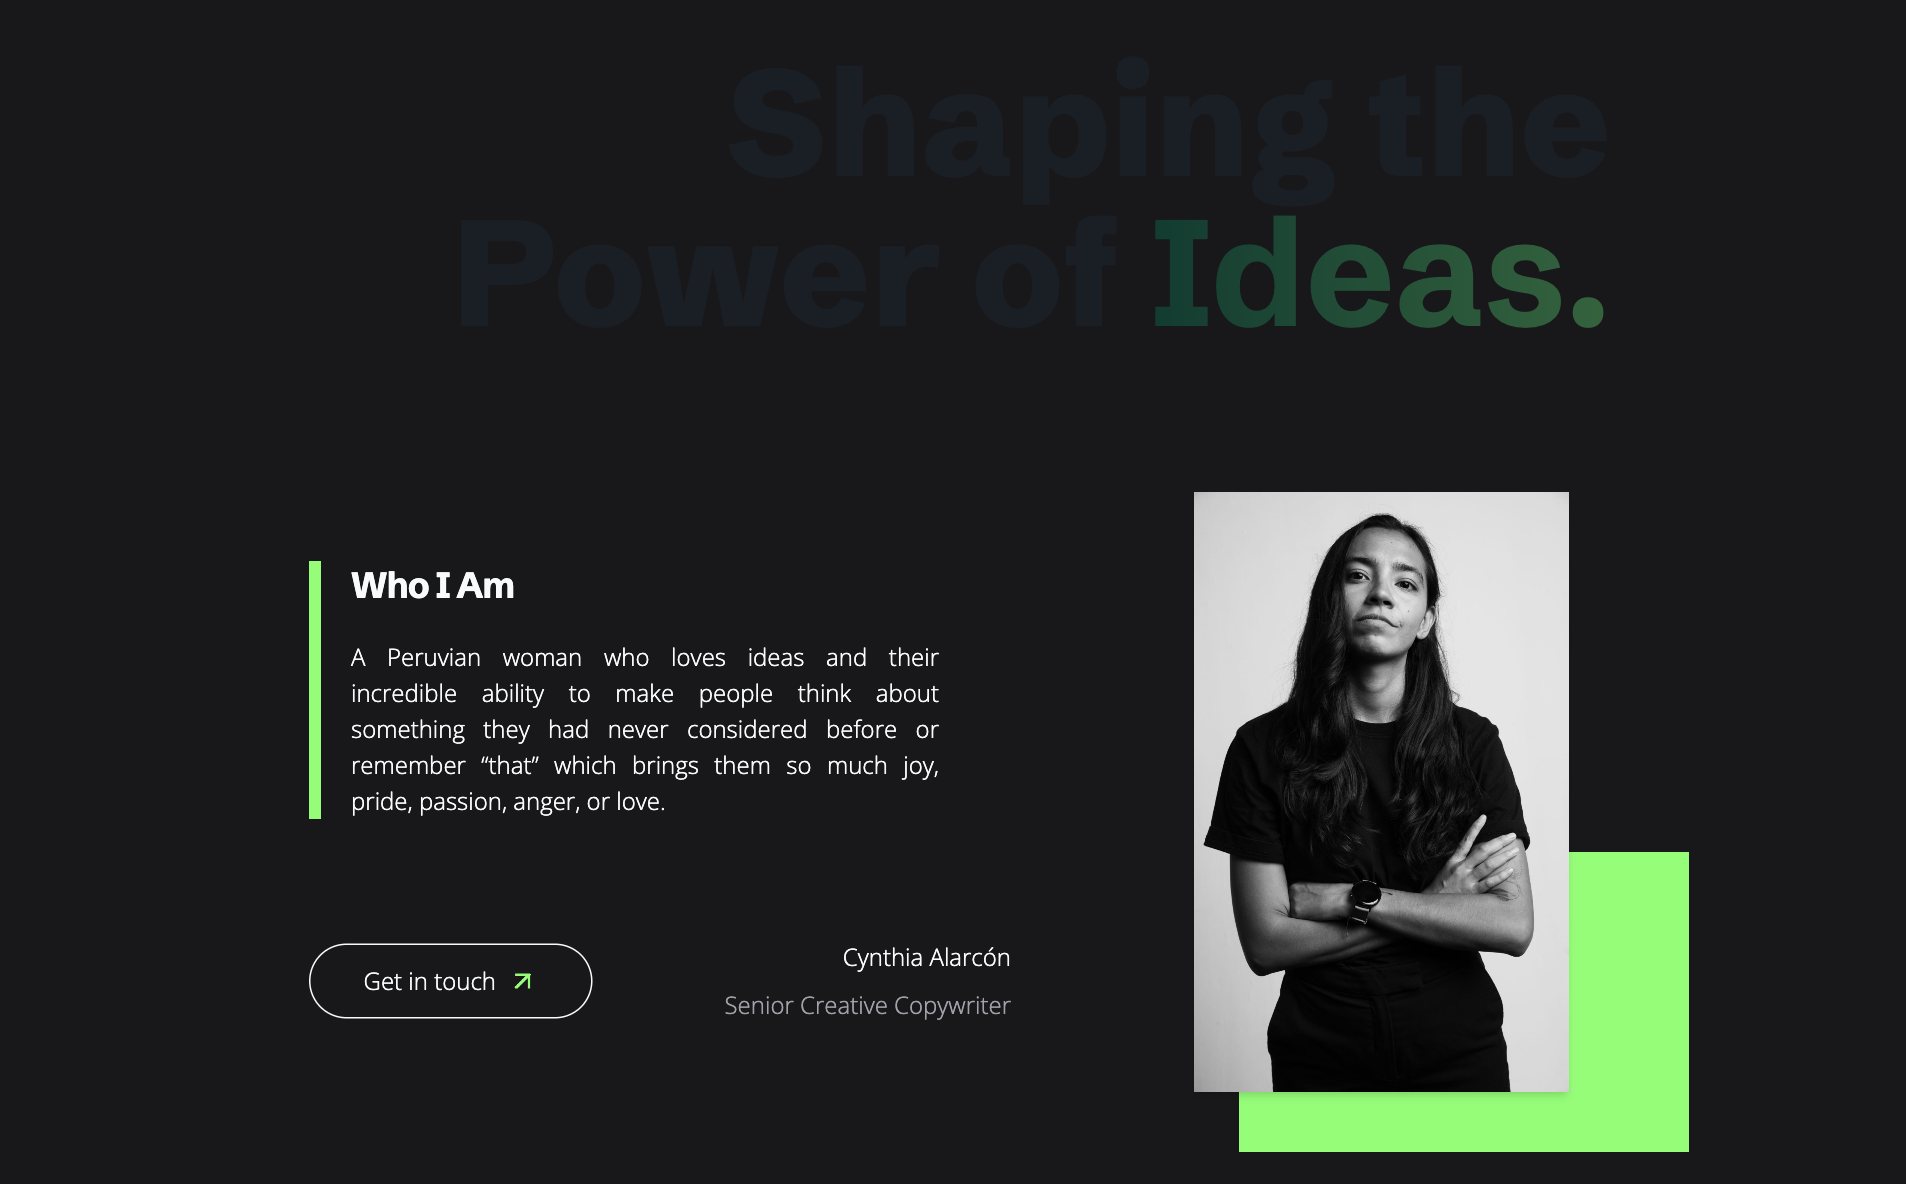 Shaping the
Power of Ideas.
Who I Am
A Peruvian woman who loves ideas and their
incredible ability to make people think about
something they had never considered before or
remember “that” which brings them so much joy,
pride, passion, anger, or love.
Get in touch
Cynthia Alarcón
Senior Creative Copywriter